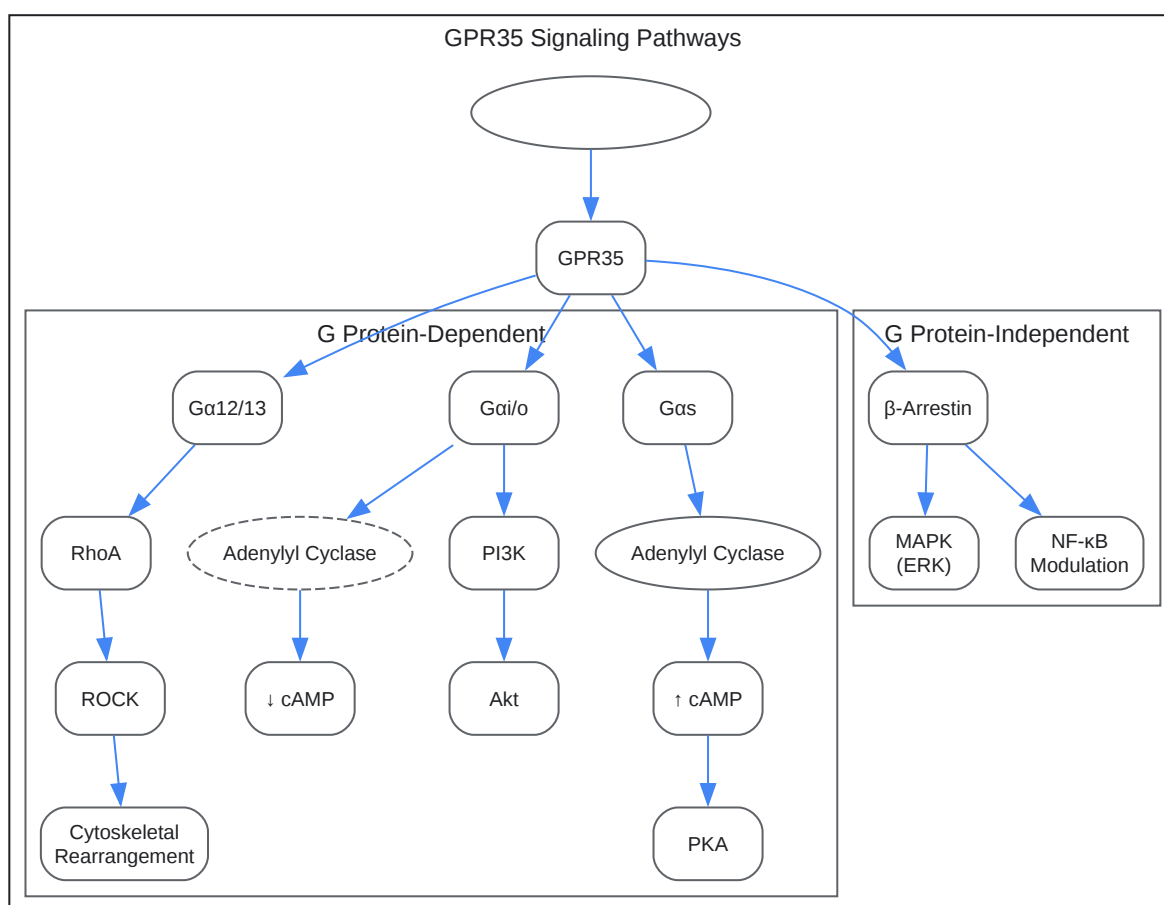 GPR35 Signaling Pathways
GPR35
G Protein-Dependent
G Protein-Independent
Gα12/13
Gαi/o
Gαs
β-Arrestin
RhoA
Adenylyl Cyclase
PI3K
Adenylyl Cyclase
MAPK
(ERK)
NF-κB
Modulation
ROCK
↓ cAMP
Akt
↑ cAMP
Cytoskeletal
Rearrangement
PKA